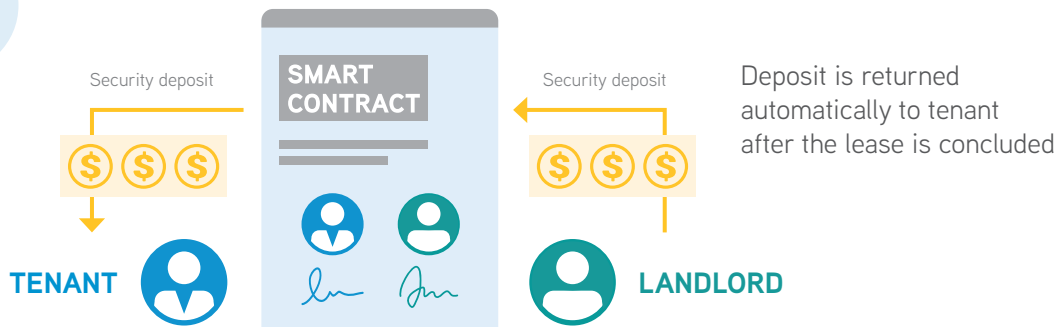 Security deposit
SMART
CONTRACT
Security deposit
Deposit is returned
automatically to tenant
after the lease is concluded
$ $ $
$ $ $
TENANT
LANDLORD